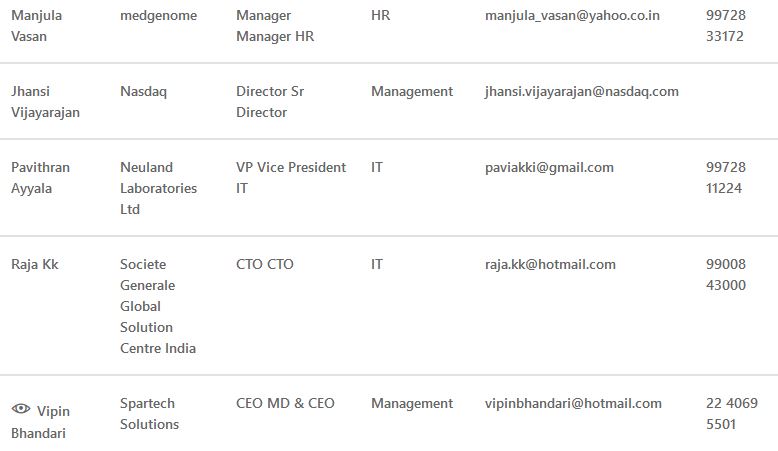 Manjula Vasan medgenome Manager Manager HR HR manjula_vasan@yahoo.co.in 99728 33172
Jhansi Vijayarajan Nasdaq Director Sr Director Management jhansi.vijayarajan@nasdaq.com
Pavithran Ayyala Neuland Laboratories Ltd VP Vice President IT IT paviakki@gmail.com 99728 11224
Raja Kk Societe Generale Global Solution Centre India CTO CTO IT raja.kk@hotmail.com 99008 43000
Vipin Bhandari Spartech Solutions CEO MD & CEO Management vipinbhandari@hotmail.com 22 4069 5501